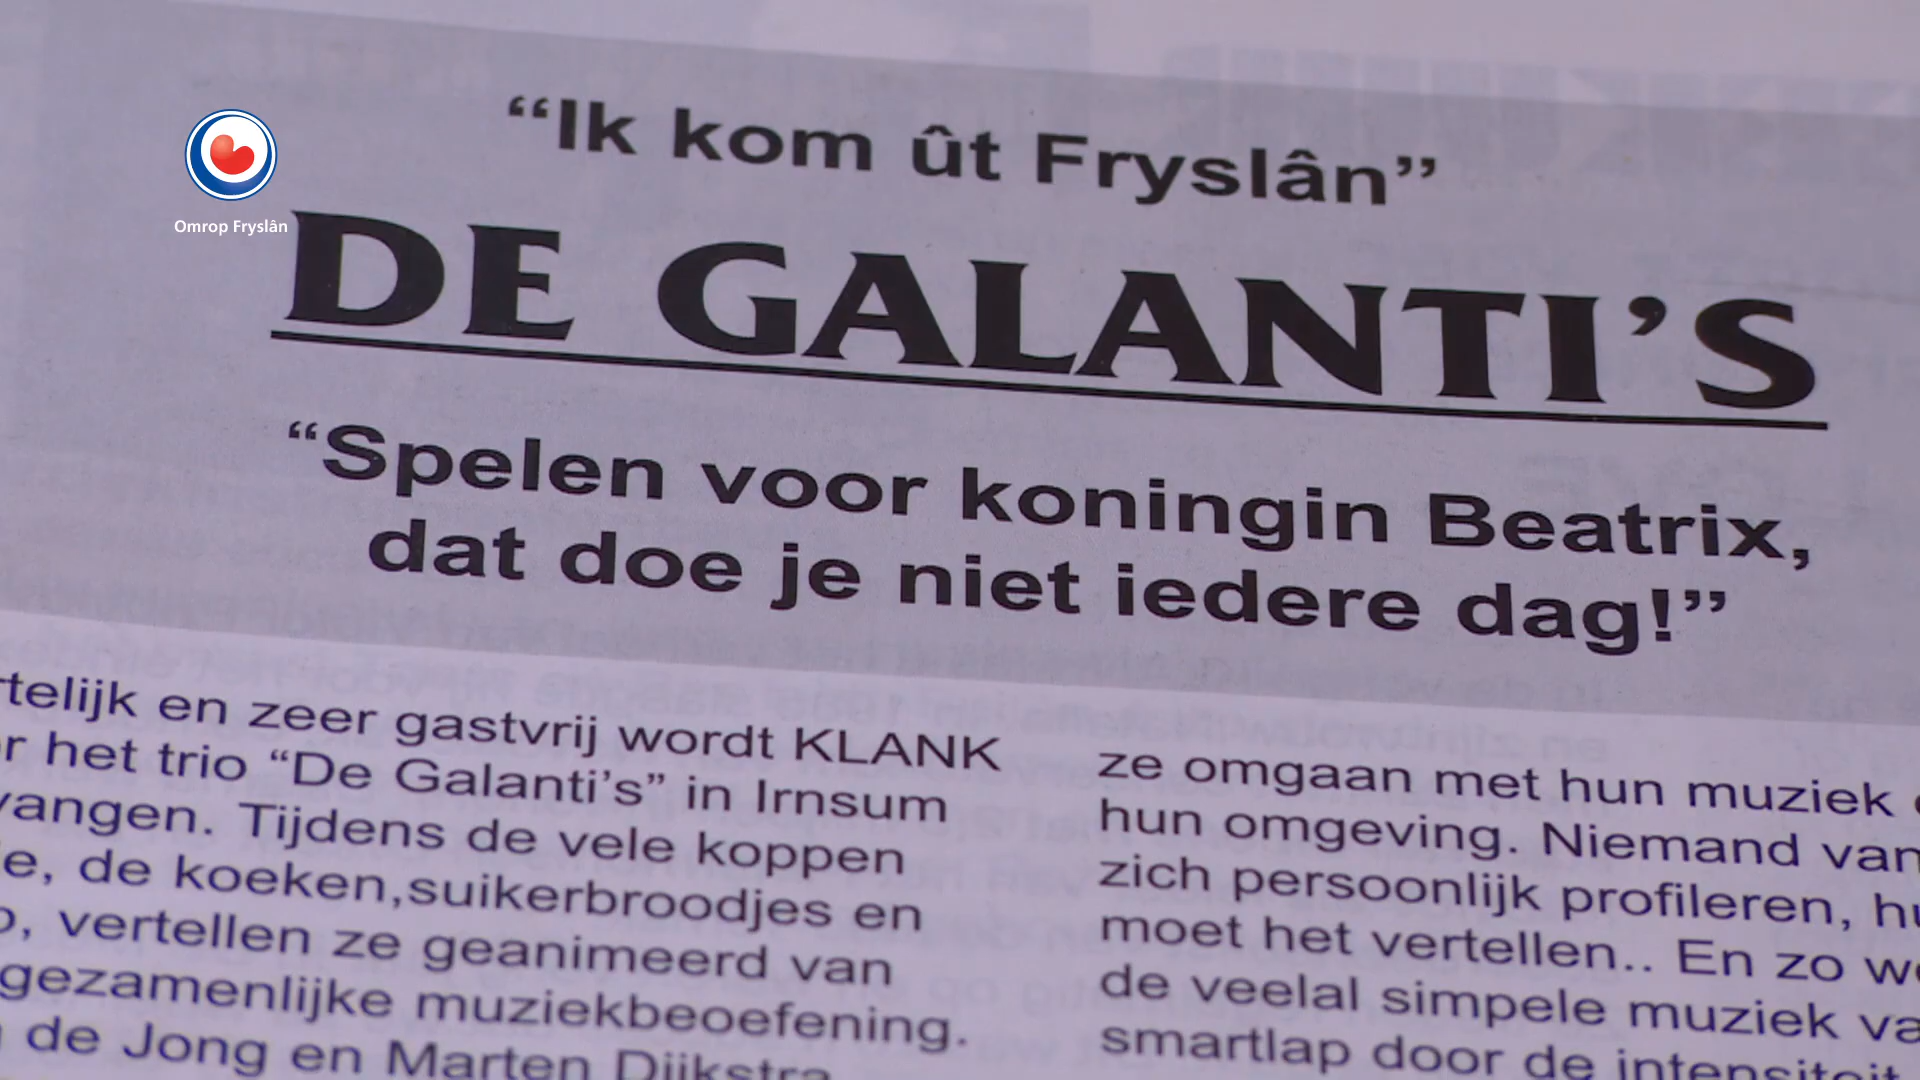 Omrop Fryslân
“Ik kom ût Fryslân”
DE GALANTI’S
“Spelen voor koningin Beatrix,
dat doe je niet iedere dag!”
telijk en zeer gastvrij wordt KLANK
r het trio “De Galanti’s” in Irnsum
vangen. Tijdens de vele koppen
e, de koeken,suikerbroodjes en
o, vertellen ze geanimeerd van
gezamenlijke muziekbeoefening.
de Jong en Marten Dijkstra
ze omgaan met hun muziek
hun omgeving. Niemand van
zich persoonlijk profileren, hu
moet het vertellen.. En zo we
de veelal simpele muziek va
smartlap door de intensiteit